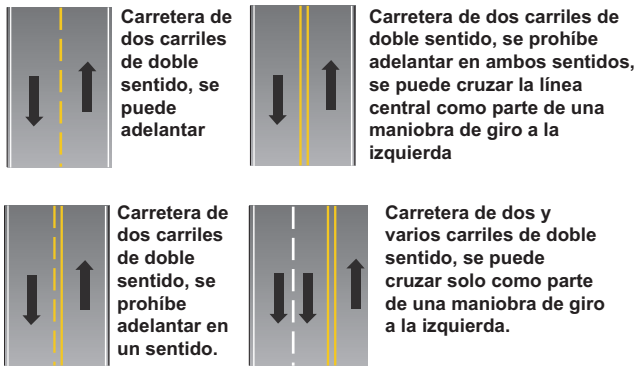 Carretera de
dos carriles
de doble
sentido, se
puede
adelantar
Carretera de dos carriles de
doble sentido, se prohíbe
adelantar en ambos sentidos,
se puede cruzar la línea
central como parte de una
maniobra de giro a la
izquierda
Carretera de
dos carriles
de doble
sentido, se
prohíbe
adelantar en
un sentido.
Carretera de dos y
varios carriles de doble
sentido, se puede
cruzar solo como parte
de una maniobra de giro
a la izquierda.